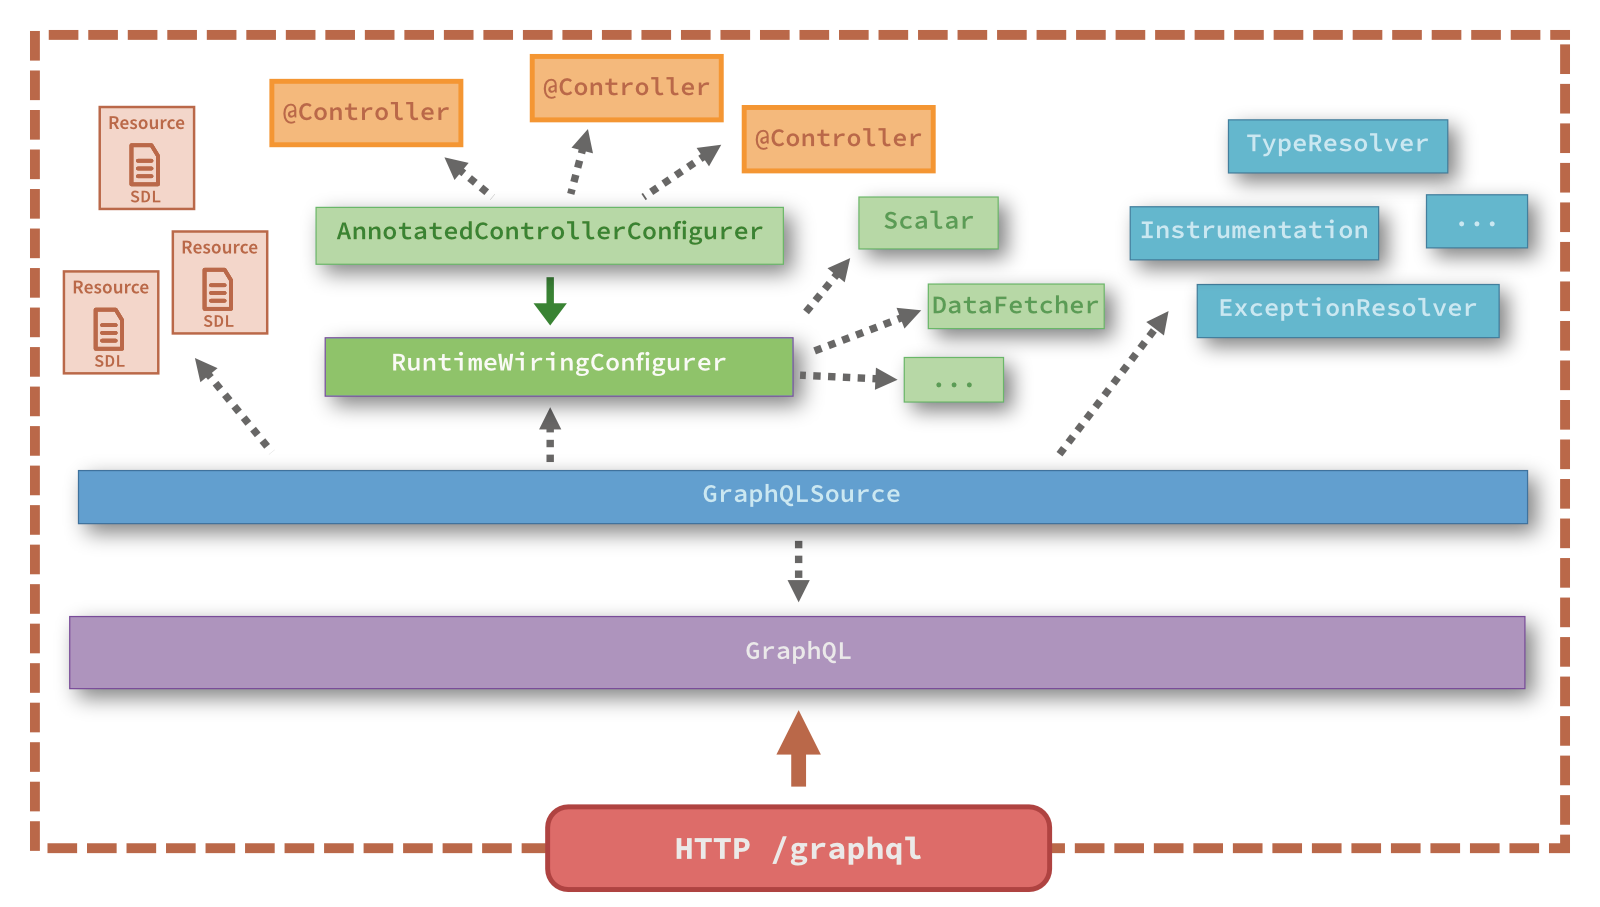 @Controller
@Controller
@Controller
Resource
SDL
Resource
SDL
Resource
SDL
AnnotatedControllerConfigurer
RuntimeWiringConfigurer
Scalar
DataFetcher
...
TypeResolver
Instrumentation
...
ExceptionResolver
GraphQLSource
GraphQL
HTTP /graphql